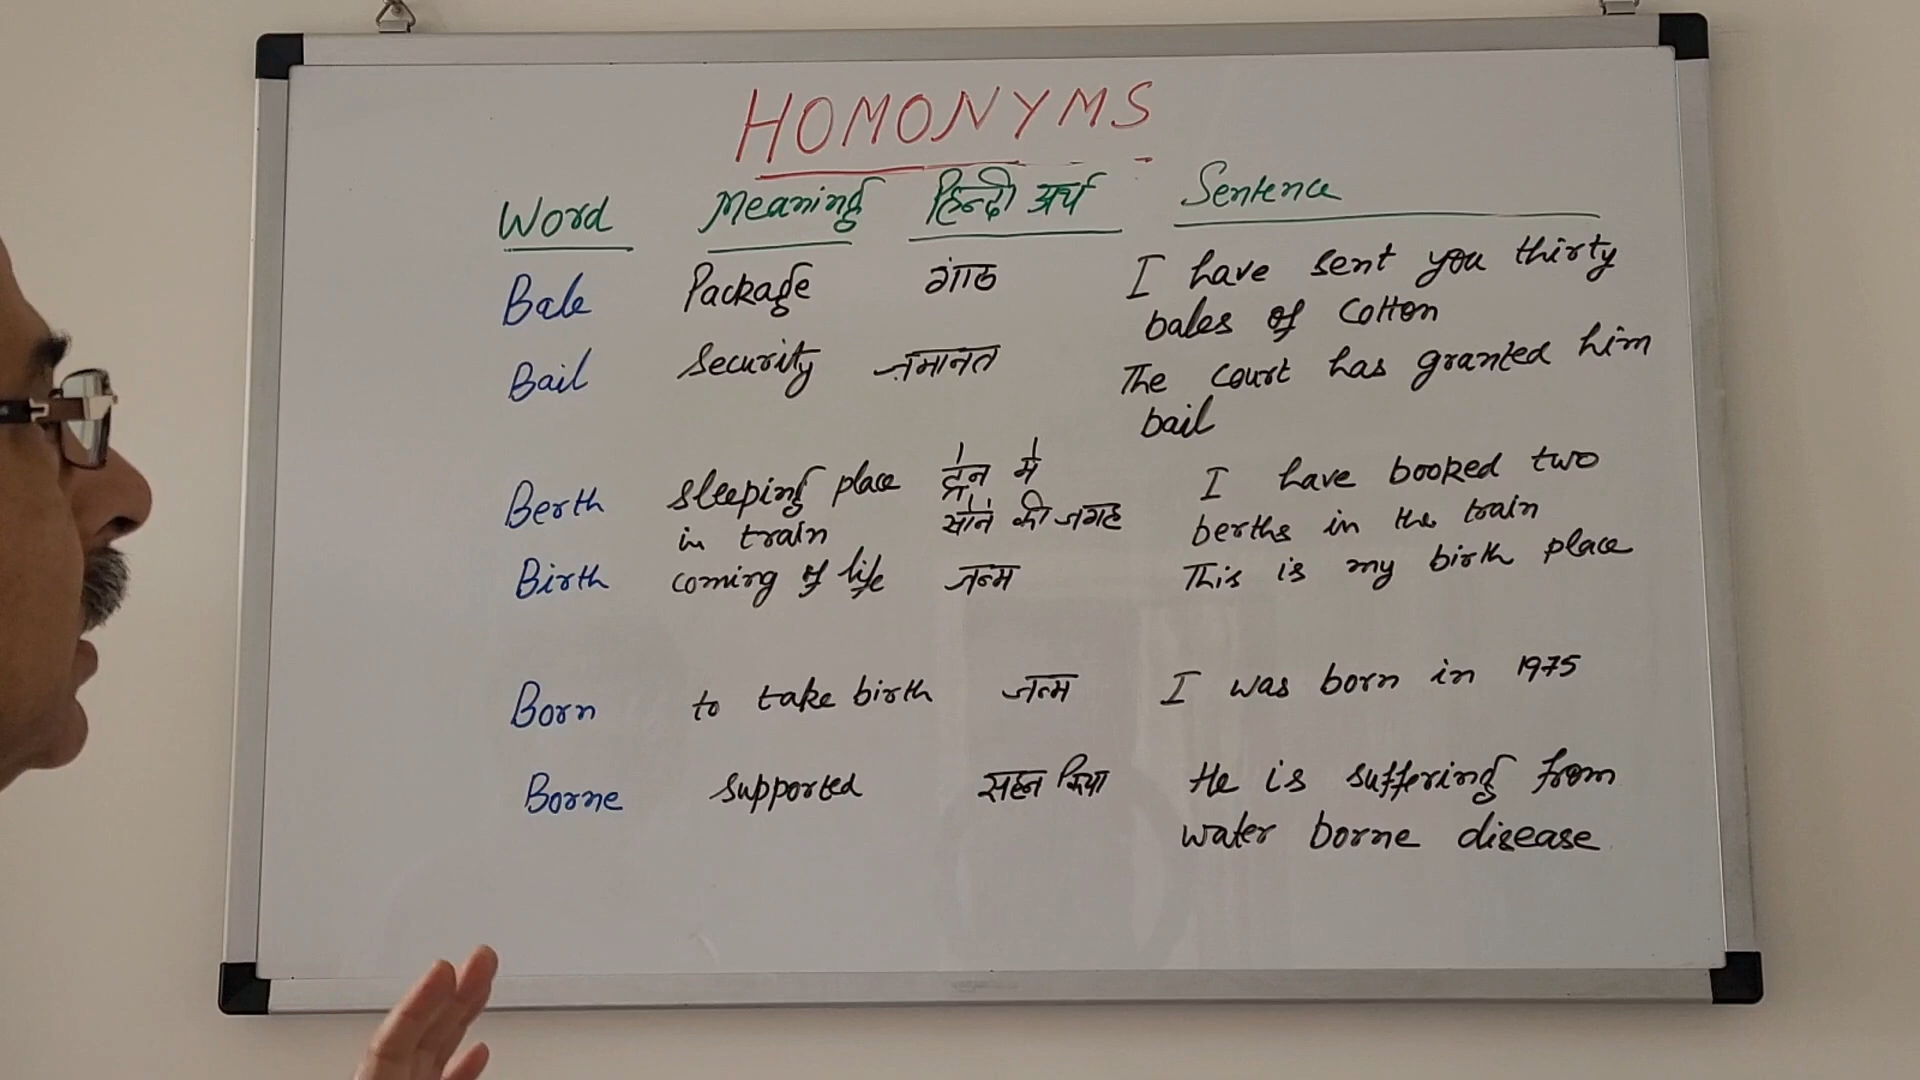 HOMONYMS
Word Meaning हिन्दी अर्थ Sentence
Bale Package गांठ I have sent you thirty
bales of cotton
Bail Security जमानत The court has granted him
bail
Berth sleeping place ट्रेन में I have booked two
in train सोने की जगह berths in the train
Birth coming of life जन्म This is my birth place
Born to take birth जन्म I was born in 1975
Borne supported सहन किया He is suffering from
water borne disease